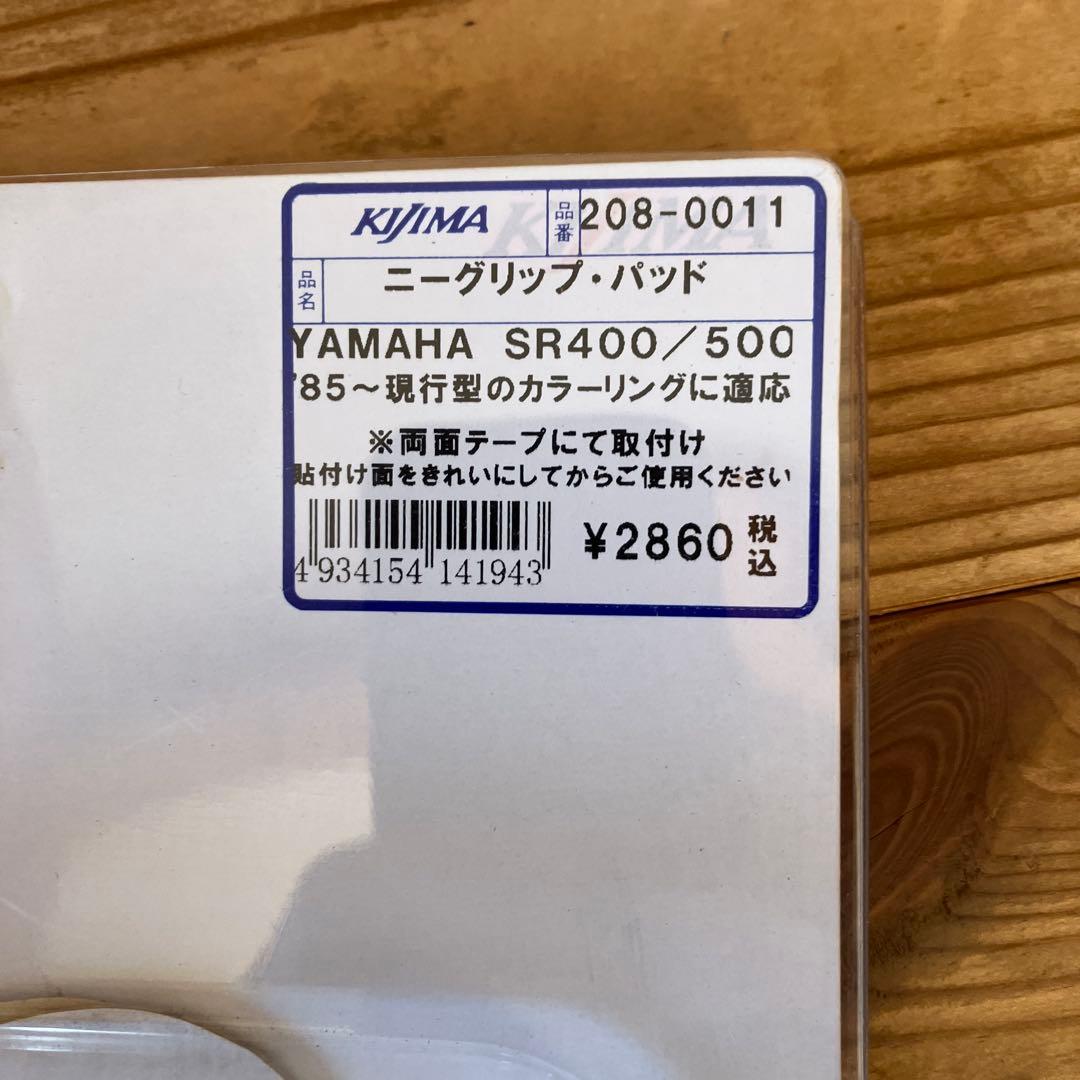 KIJIMA 品番 208-0011
品名 ニーグリップ・パッド
YAMAHA SR400/500
'85～現行型のカラーリングに適応
※両面テープにて取付け
貼付け面をきれいにしてからご使用ください
¥2860 税込
4 934154 141943